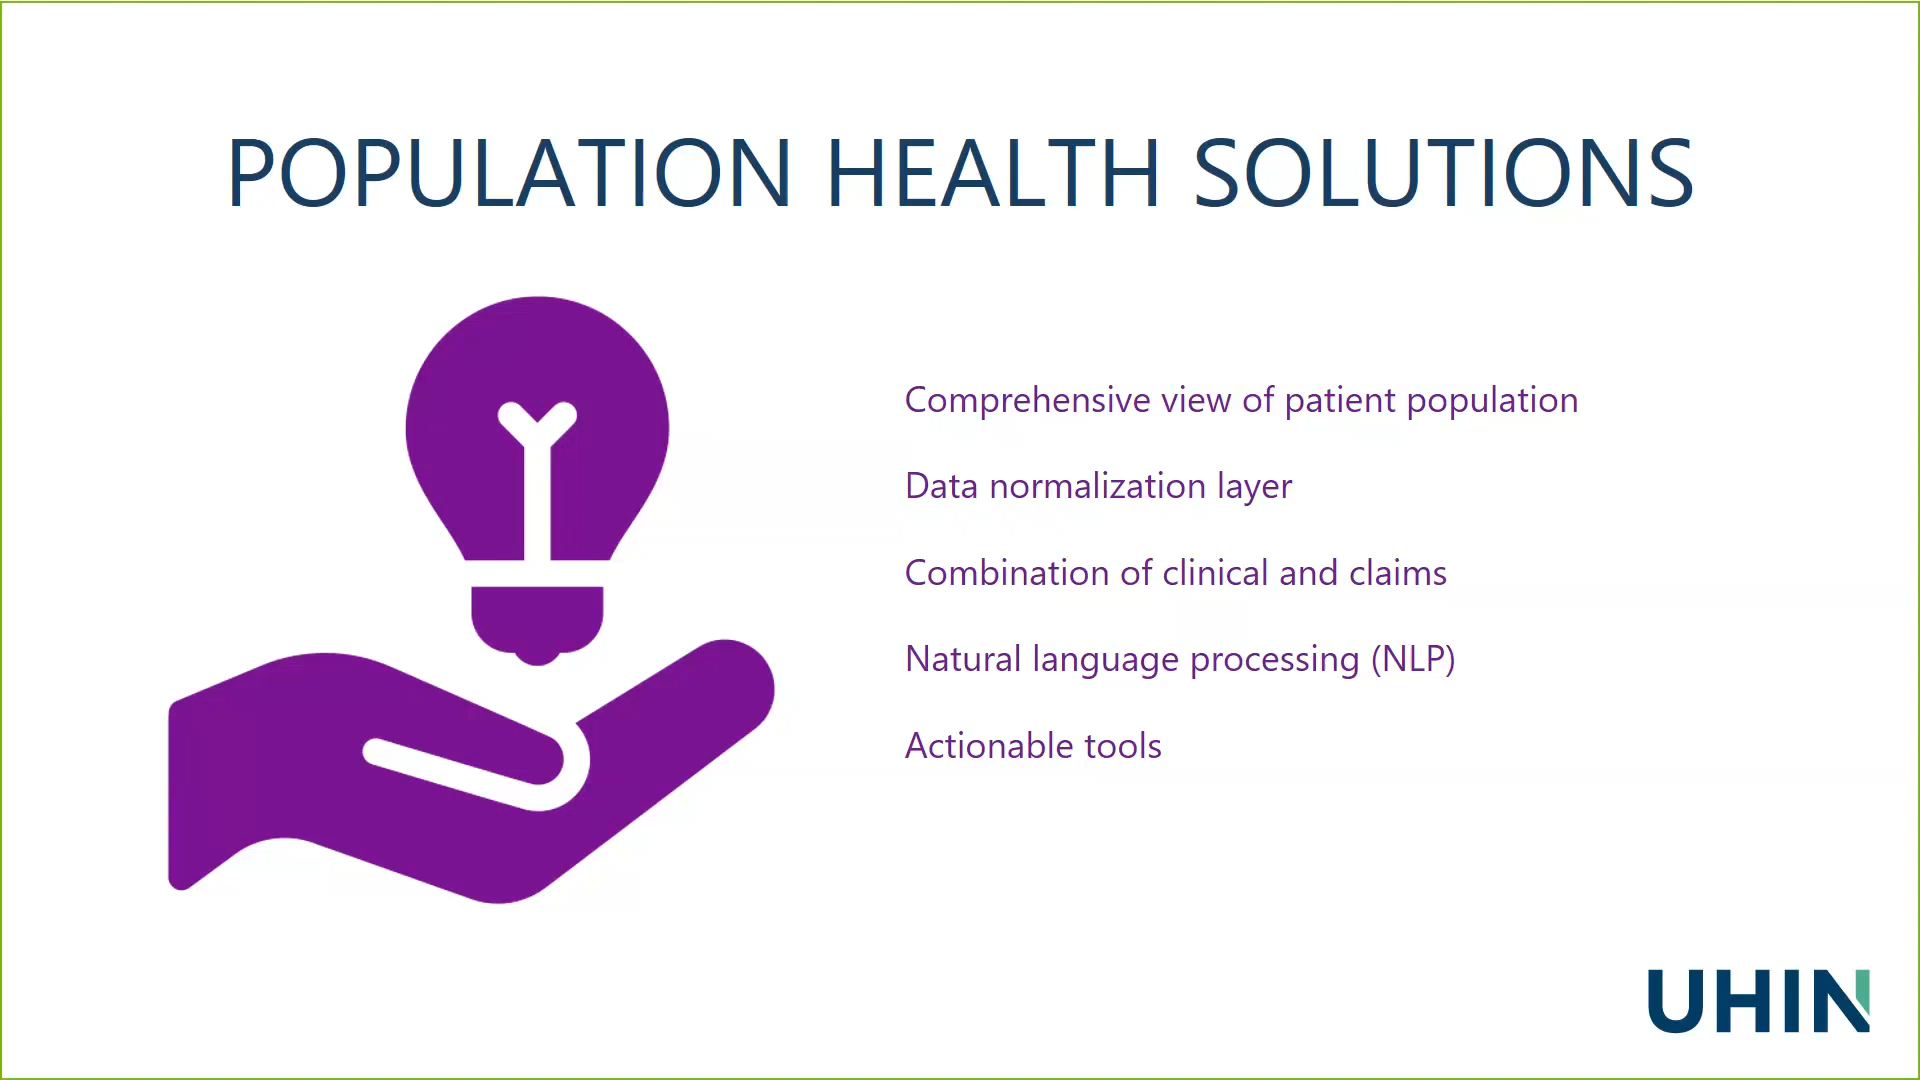 POPULATION HEALTH SOLUTIONS
Comprehensive view of patient population
Data normalization layer
Combination of clinical and claims
Natural language processing (NLP)
Actionable tools
UHIN